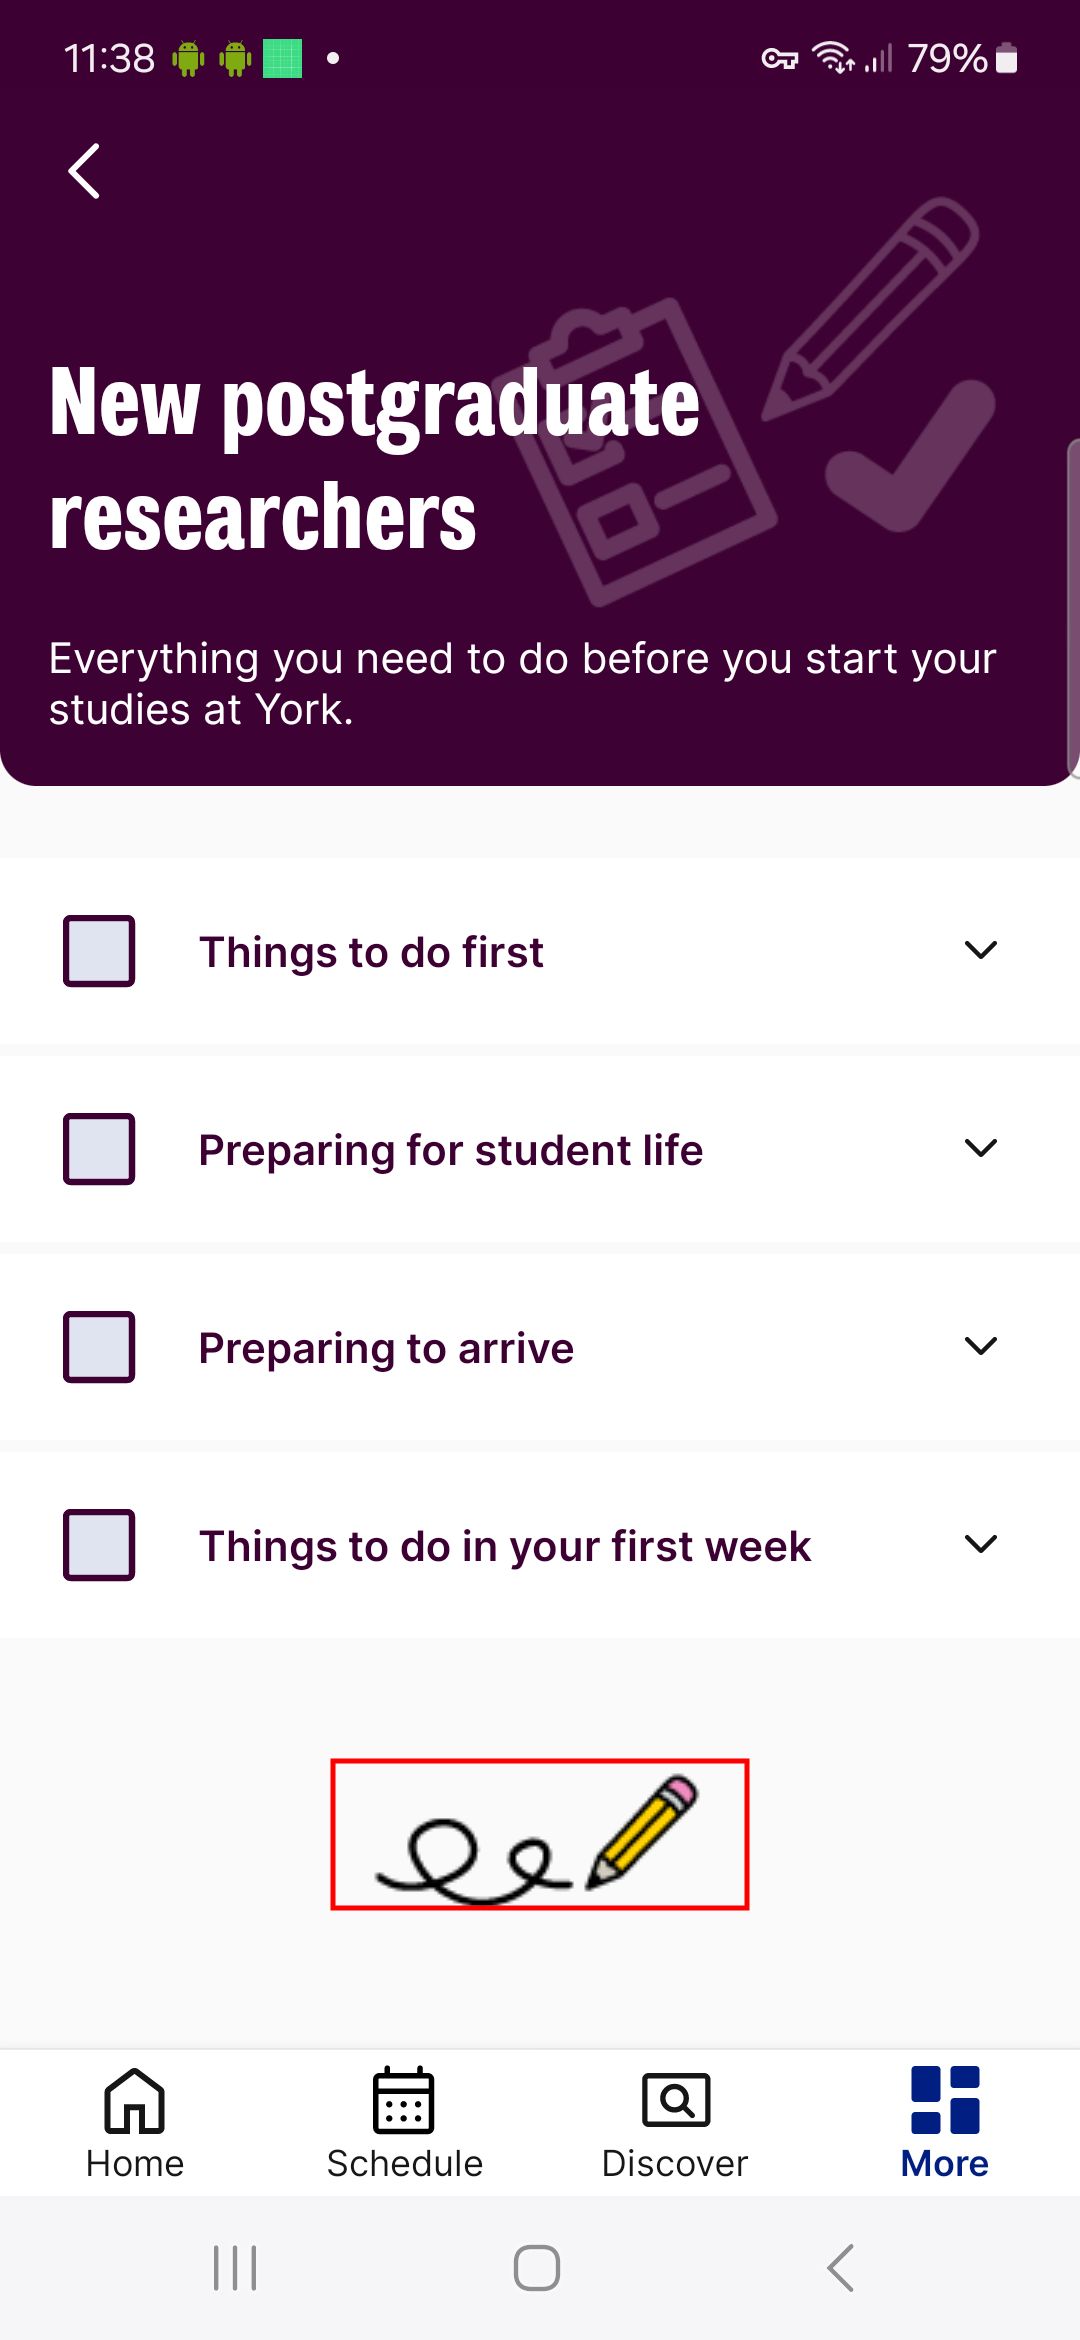 11:38
79%
New postgraduate
researchers
Everything you need to do before you start your
studies at York.
Things to do first
Preparing for student life
Preparing to arrive
Things to do in your first week
Home
Schedule
Discover
More